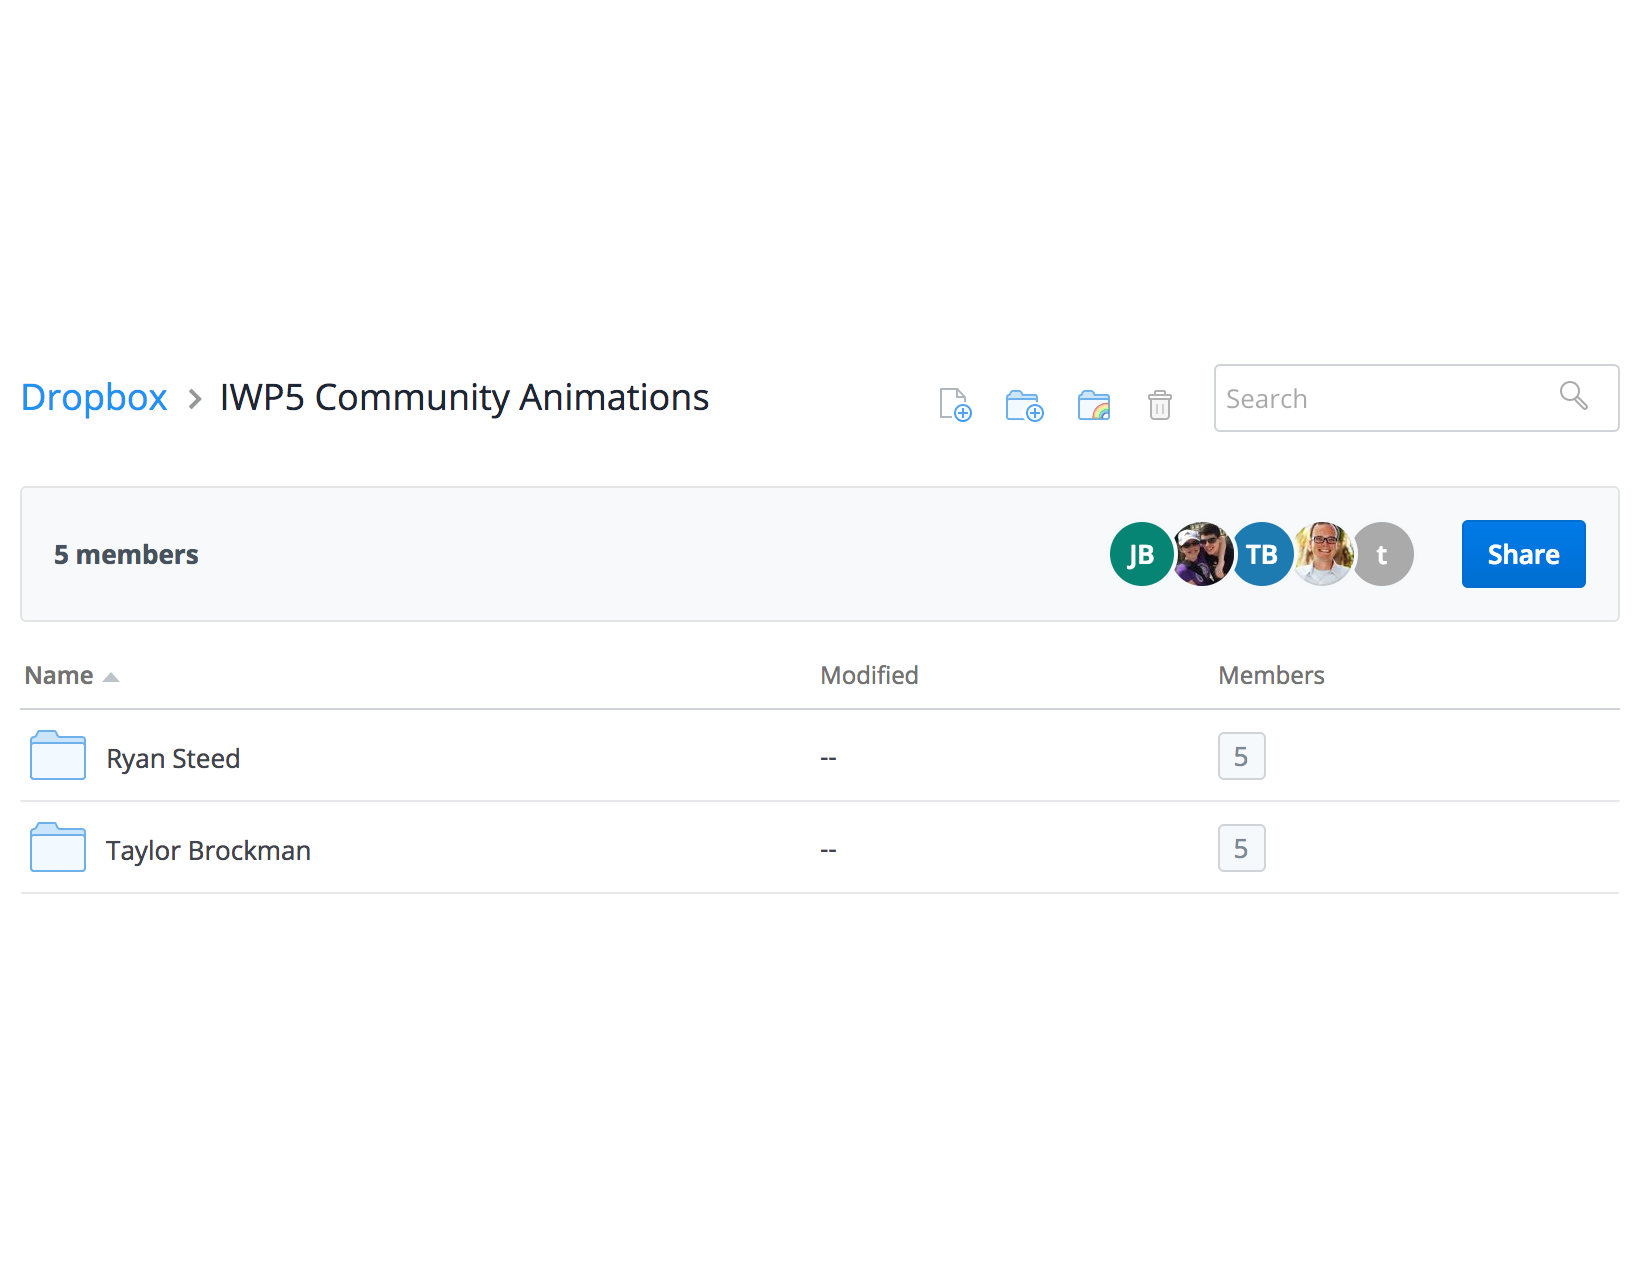 Dropbox > IWP5 Community Animations
Search
5 members
JB TB t
Share
Name Modified Members
Ryan Steed -- 5
Taylor Brockman -- 5